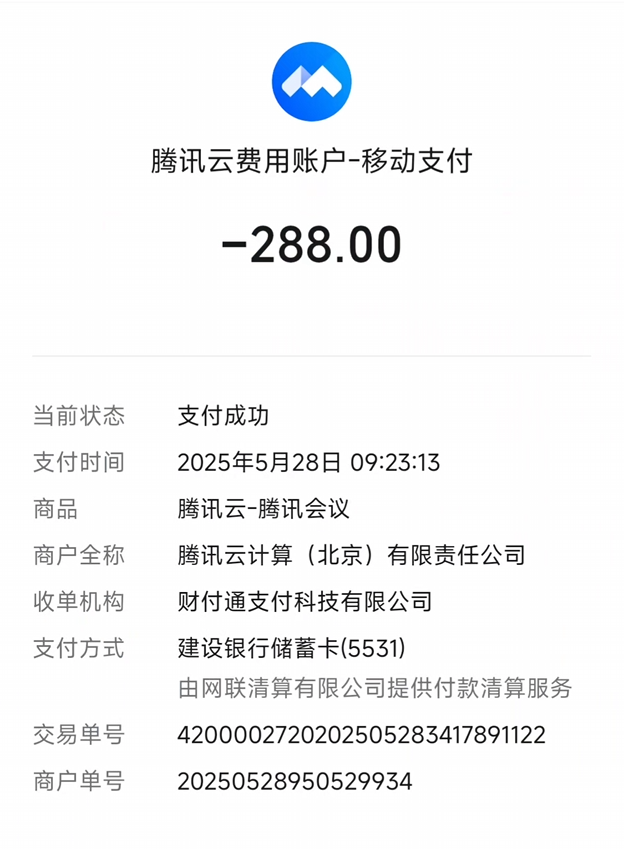 腾讯云费用账户-移动支付
-288.00
当前状态 支付成功
支付时间 2025年5月28日 09:23:13
商品 腾讯云-腾讯会议
商户全称 腾讯云计算（北京）有限责任公司
收单机构 财付通支付科技有限公司
支付方式 建设银行储蓄卡(5531)
由网联清算有限公司提供付款清算服务
交易单号 4200002720202505283417891122
商户单号 20250528950529934